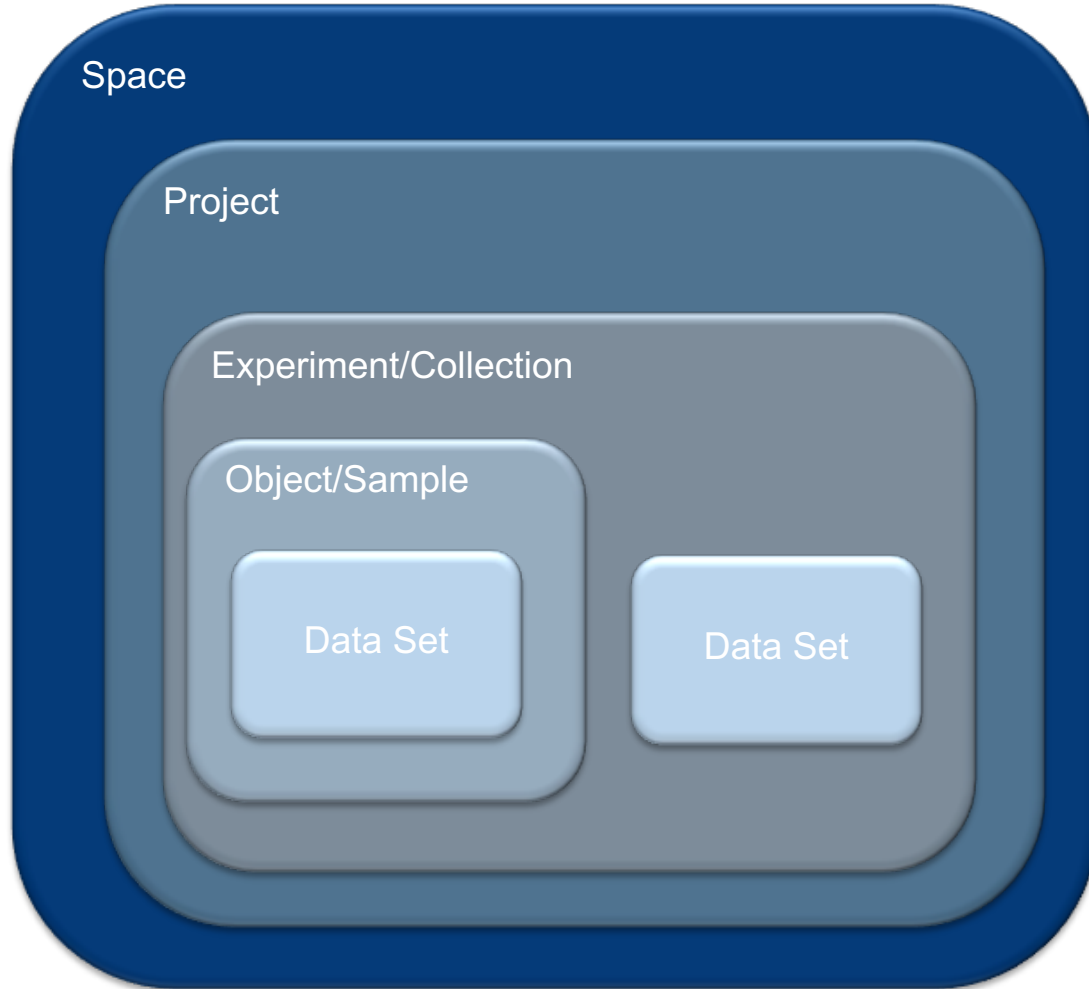 Space
Project
Experiment/Collection
Object/Sample
Data Set
Data Set